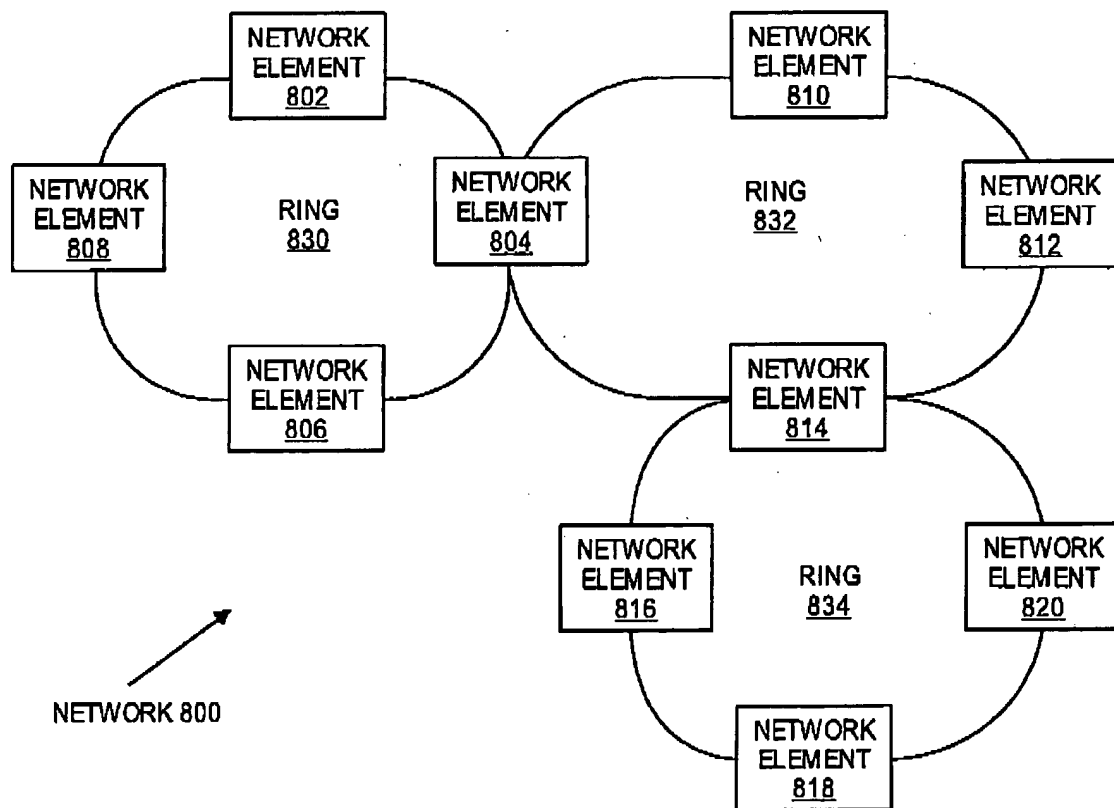 NETWORK
ELEMENT
802
NETWORK
ELEMENT
810
NETWORK
ELEMENT
808
RING
830
NETWORK
ELEMENT
804
RING
832
NETWORK
ELEMENT
812
NETWORK
ELEMENT
806
NETWORK
ELEMENT
814
NETWORK
ELEMENT
816
RING
834
NETWORK
ELEMENT
820
NETWORK 800
NETWORK
ELEMENT
818